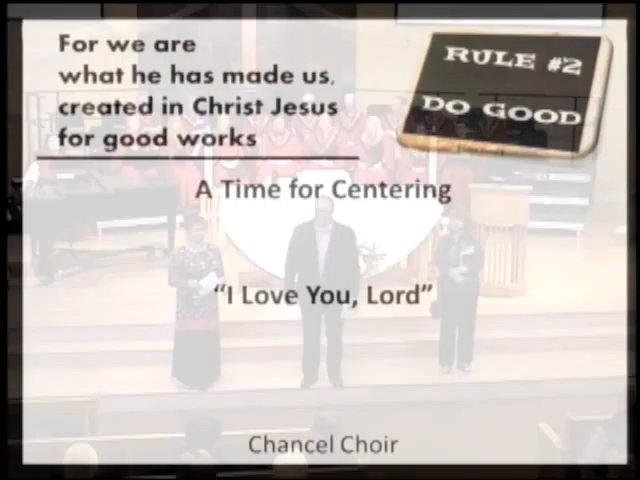 For we are
what he has made us,
created in Christ Jesus
for good works
RULE #2
DO GOOD
A Time for Centering
“I Love You, Lord”
Chancel Choir